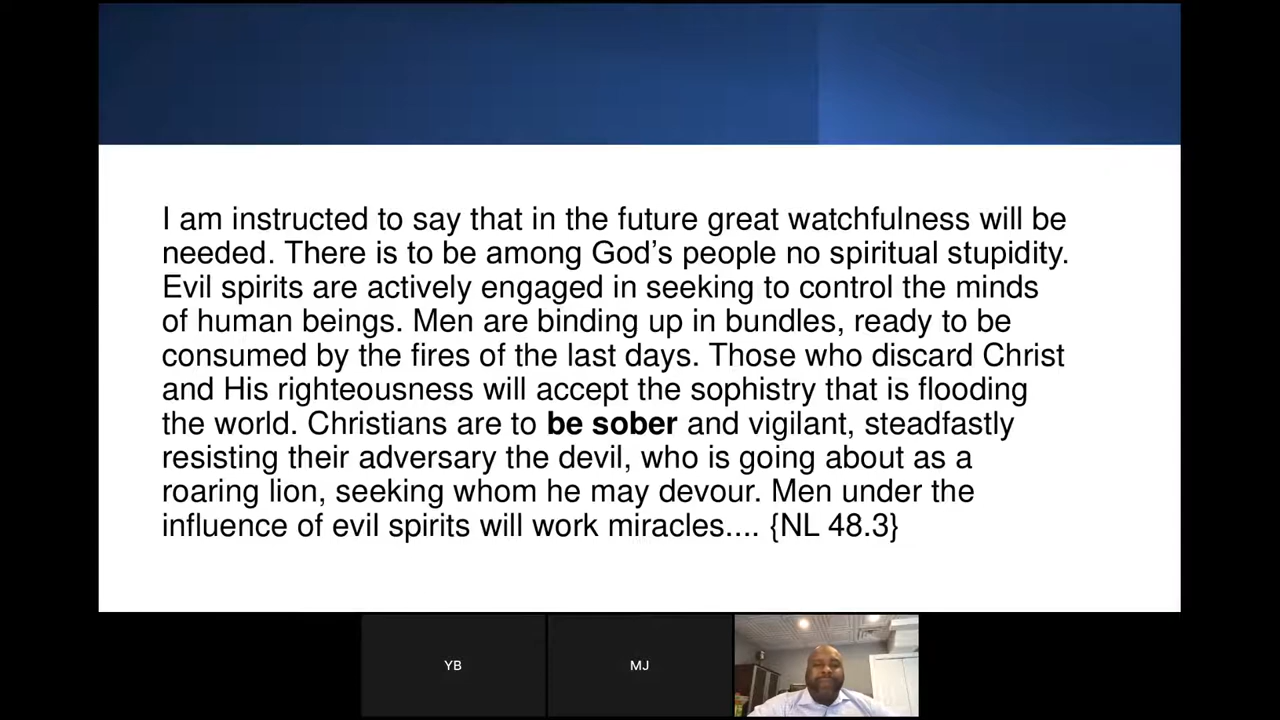 I am instructed to say that in the future great watchfulness will be
needed. There is to be among God’s people no spiritual stupidity.
Evil spirits are actively engaged in seeking to control the minds
of human beings. Men are binding up in bundles, ready to be
consumed by the fires of the last days. Those who discard Christ
and His righteousness will accept the sophistry that is flooding
the world. Christians are to be sober and vigilant, steadfastly
resisting their adversary the devil, who is going about as a
roaring lion, seeking whom he may devour. Men under the
influence of evil spirits will work miracles.... {NL 48.3}
YB
MJ